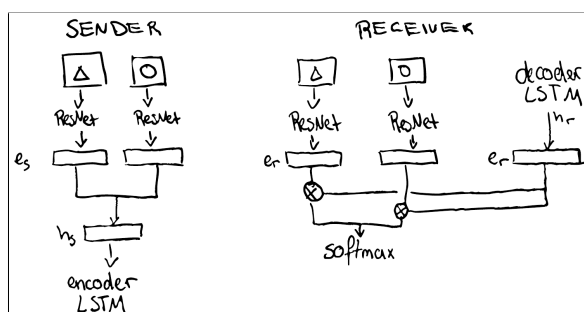 SENDER
RECEIVER
ResNet
ResNet
ResNet
ResNet
decoder
LSTM
hr
es
er
er
hs
softmax
encoder
LSTM